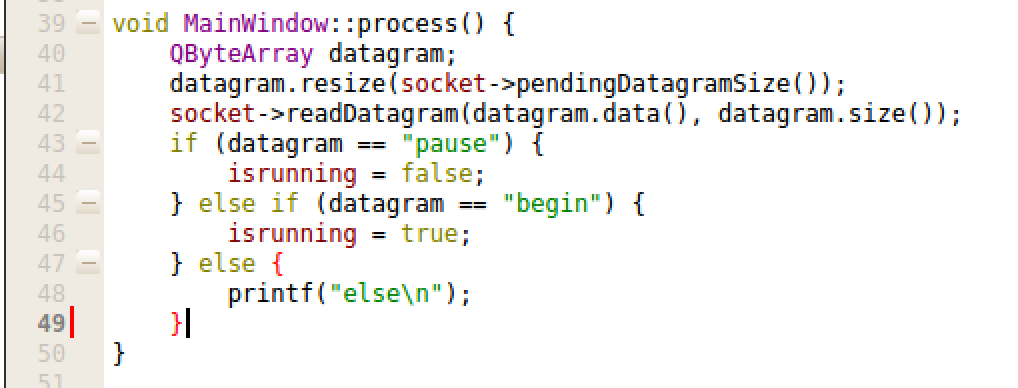 39 void MainWindow::process() {
40     QByteArray datagram;
41     datagram.resize(socket->pendingDatagramSize());
42     socket->readDatagram(datagram.data(), datagram.size());
43     if (datagram == "pause") {
44         isrunning = false;
45     } else if (datagram == "begin") {
46         isrunning = true;
47     } else {
48         printf("else\n");
49     }
50 }
51